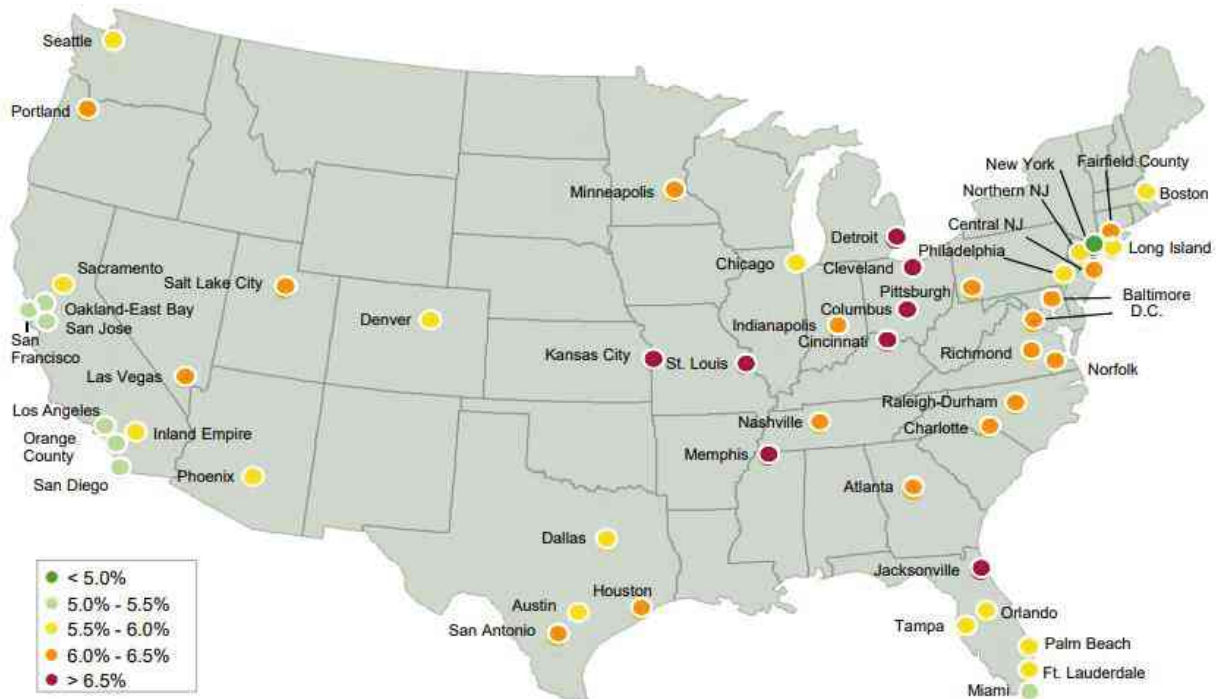 Seattle
Portland
Minneapolis
New York
Fairfield County
Northern NJ
Boston
Central NJ
Detroit
Philadelphia
Long Island
Chicago
Cleveland
Sacramento
Salt Lake City
Pittsburgh
Baltimore
Oakland-East Bay
Columbus
D.C.
San Jose
Denver
Indianapolis
Cincinnati
San
Francisco
Kansas City
St. Louis
Richmond
Norfolk
Las Vegas
Los Angeles
Raleigh-Durham
Nashville
Charlotte
Inland Empire
Orange
County
Memphis
Phoenix
San Diego
Atlanta
Dallas
< 5.0%
5.0% - 5.5%
5.5% - 6.0%
6.0% - 6.5%
> 6.5%
Jacksonville
Houston
Austin
Orlando
San Antonio
Tampa
Palm Beach
Ft. Lauderdale
Miami